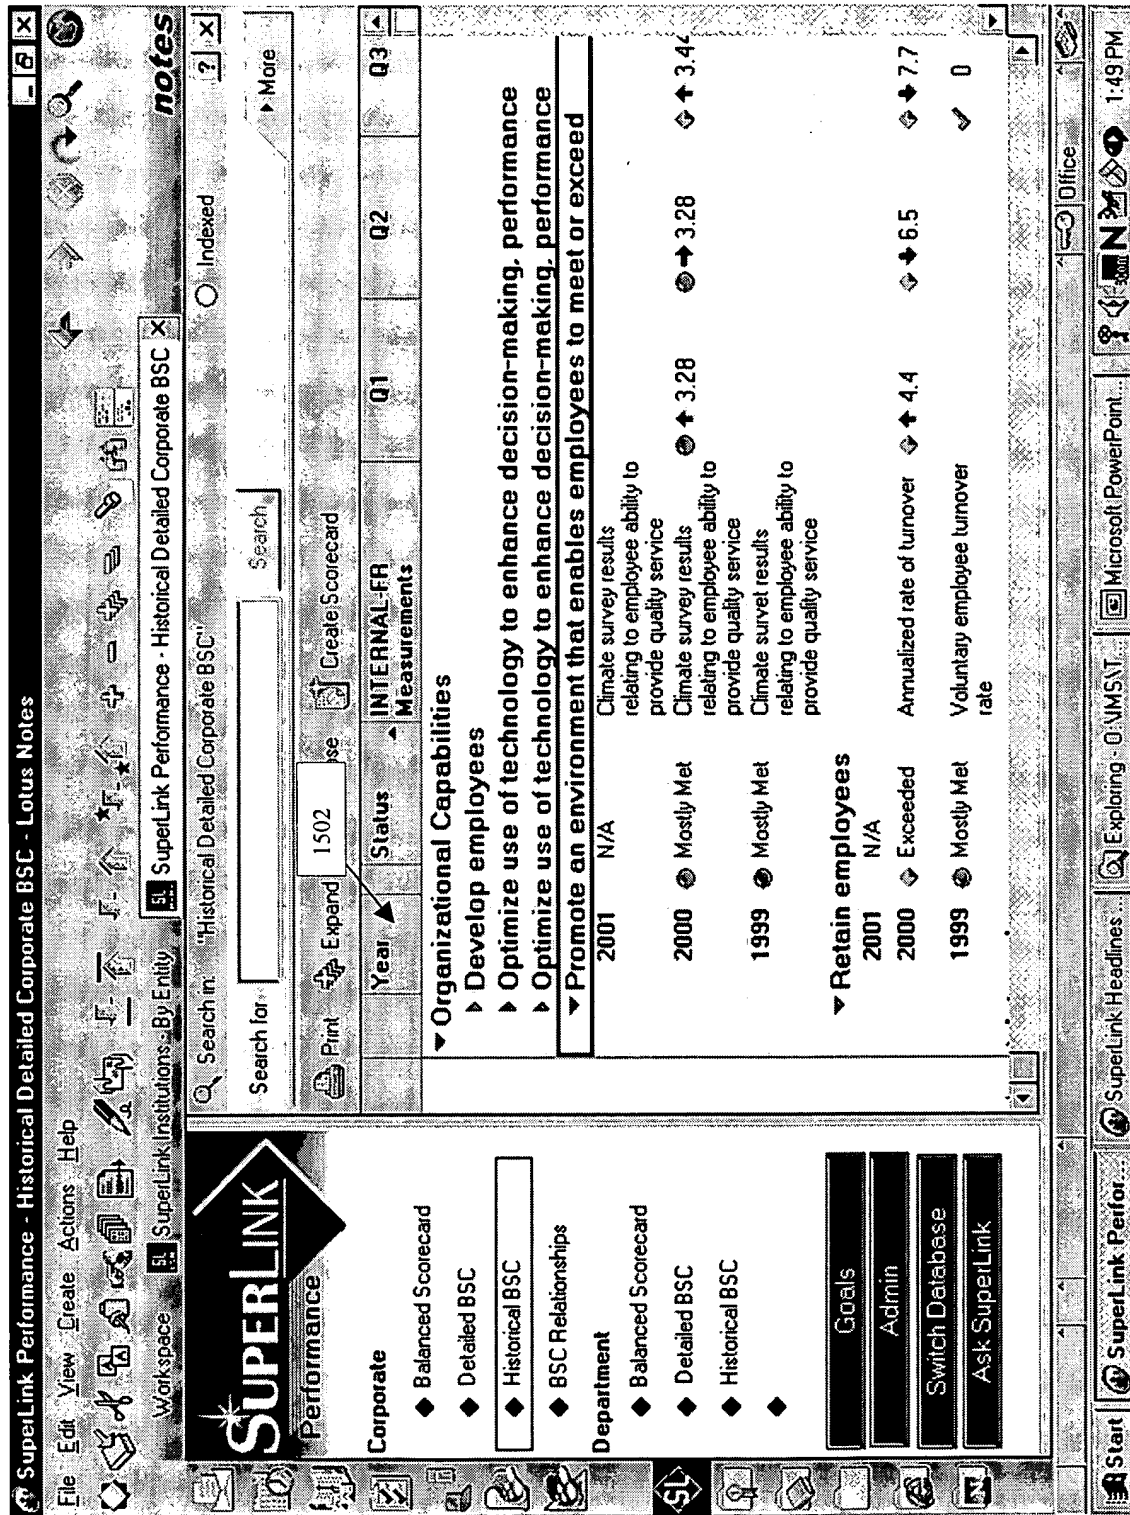 SuperLink Performance - Historical Detailed Corporate BSC - Lotus Notes
File Edit View Create Actions Help
Workspace
SL SuperLink Institutions - By Entity
SL SuperLink Performance - Historical Detailed Corporate BSC
notes
SUPERLINK
Performance
Corporate
Balanced Scorecard
Detailed BSC
Historical BSC
BSC Relationships
Department
Balanced Scorecard
Detailed BSC
Historical BSC
Goals
Admin
Switch Database
Ask SuperLink
SL
Search in: "Historical Detailed Corporate BSC"
Indexed
?
Search for
Search
More
Print Expand ose Create Scorecard
1502
Year Status INTERNAL-FR Measurements Q1 Q2 Q3
Organizational Capabilities
Develop employees
Optimize use of technology to enhance decision-making, performance
Optimize use of technology to enhance decision-making, performance
Promote an environment that enables employees to meet or exceed
2001 N/A Climate survey results
relating to employee ability to
provide quality service
2000 Mostly Met Climate survey results 3.28 3.28 3.44
relating to employee ability to
provide quality service
1999 Mostly Met Climate survet results
relating to employee ability to
provide quality service
Retain employees
2001 N/A
2000 Exceeded Annualized rate of turnover 4.4 6.5 7.7
1999 Mostly Met Voluntary employee turnover 0
rate
Office
Start SuperLink Perfor... SuperLink Headlines ... Exploring - O:\MS\T... Microsoft PowerPoint... N 1:49 PM